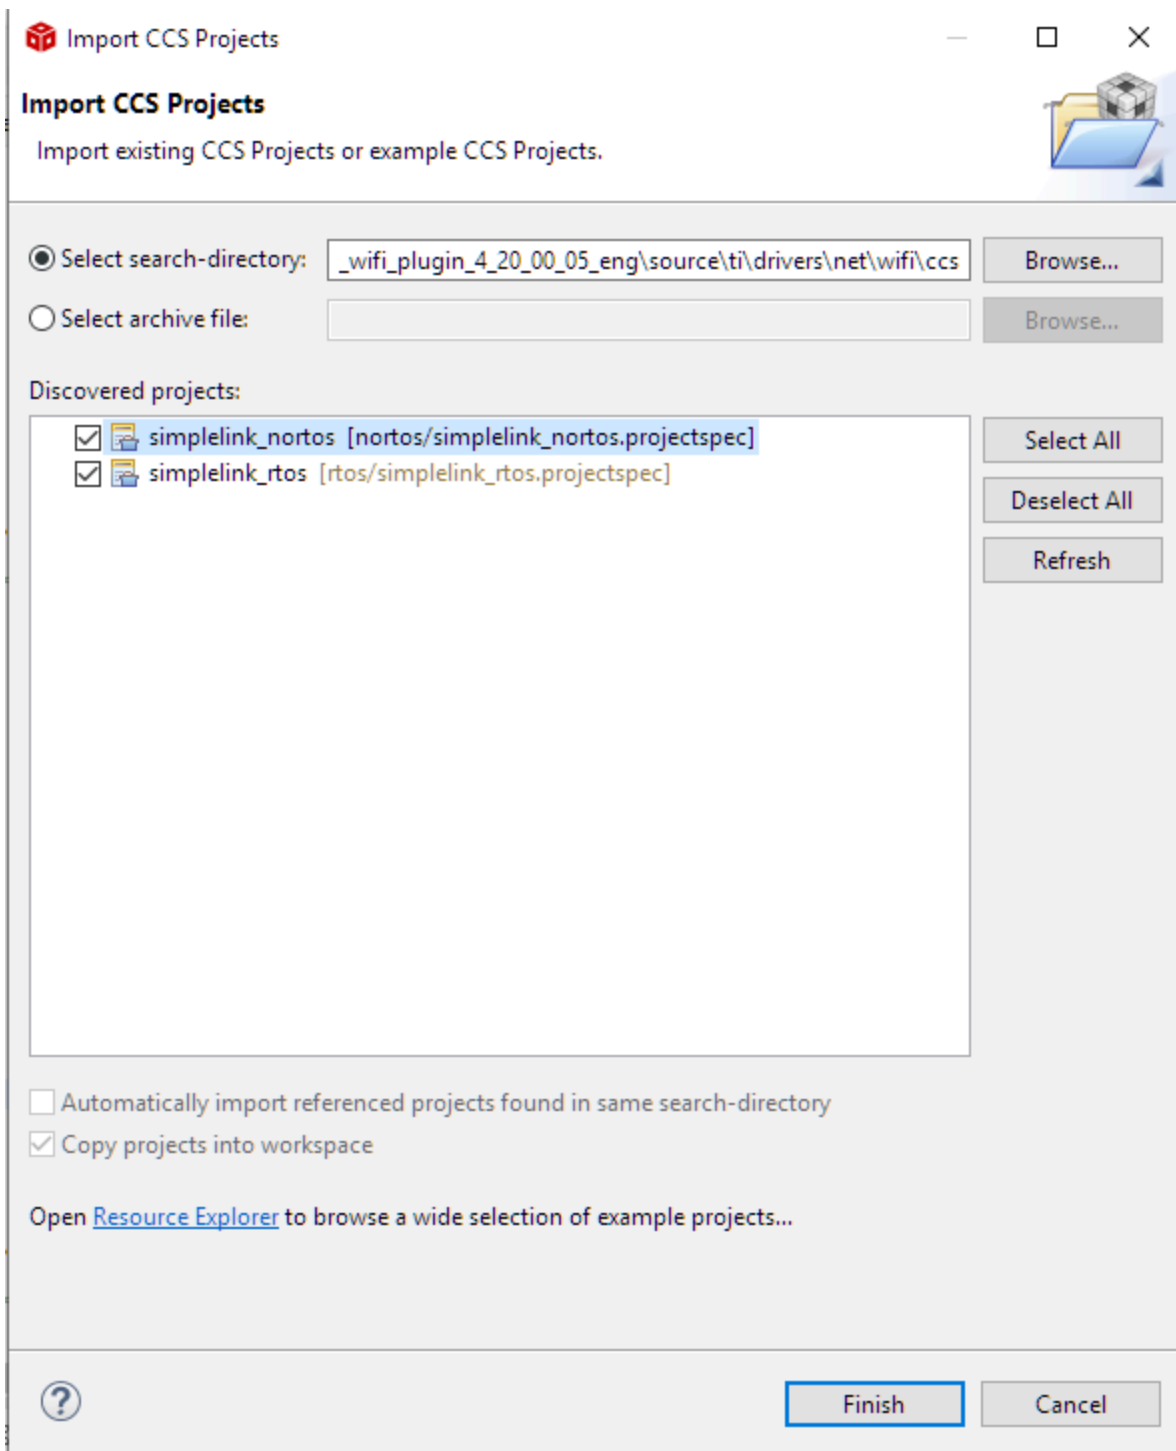 Import CCS Projects
Import CCS Projects
Import existing CCS Projects or example CCS Projects.
Select search-directory: _wifi_plugin_4_20_00_05_eng\source\ti\drivers\net\wifi\ccs Browse...
Select archive file: Browse...
Discovered projects:
simplelink_nortos [nortos/simplelink_nortos.projectspec] Select All
simplelink_rtos [rtos/simplelink_rtos.projectspec]
Deselect All
Refresh
Automatically import referenced projects found in same search-directory
Copy projects into workspace
Open Resource Explorer to browse a wide selection of example projects...
? Finish Cancel